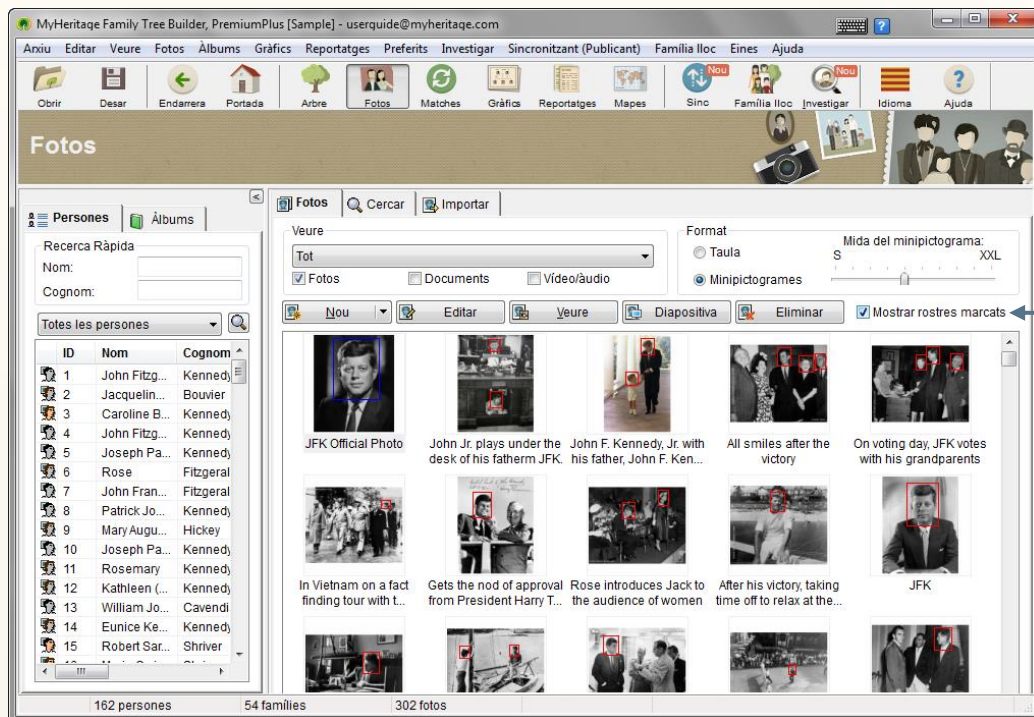 MyHeritage Family Tree Builder, PremiumPlus [Sample] - userguide@myheritage.com
Arxiu Editar Veure Fotos Àlbums Gràfics Reportatges Preferits Investigar Sincronitzant (Publicant) Família lloc Eines Ajuda
Nou Nou
Obrir Desar Endarrera Portada Arbre Fotos Matches Gràfics Reportatges Mapes Sinc Família lloc Investigar Idioma Ajuda
Fotos
Persones Àlbums
Recerca Ràpida
Nom:
Cognom:
Totes les persones
ID Nom Cognom
1 John Fitzg... Kennedy
2 Jacquelin... Bouvier
3 Caroline B... Kennedy
4 John Fitzg... Kennedy
5 Joseph Pa... Kennedy
6 Rose Fitzgeral
7 John Fran... Fitzgeral
8 Patrick Jo... Kennedy
9 Mary Augu... Hickey
10 Joseph Pa... Kennedy
11 Rosemary Kennedy
12 Kathleen (... Kennedy
13 William Jo... Cavendi
14 Eunice Ke... Kennedy
15 Robert Sar... Shriver
Fotos Cercar Importar
Veure
Tot
Fotos Documents Vídeo/àudio
Format
Taula
Minipictogrames
Mida del minipictograma:
S XXL
Nou Editar Veure Diapositiva Eliminar Mostrar rostres marcats
JFK Official Photo
John Jr. plays under the
desk of his fatherm JFK.
John F. Kennedy, Jr. with
his father, John F. Ken...
All smiles after the
victory
On voting day, JFK votes
with his grandparents
In Vietnam on a fact
finding tour with t...
Gets the nod of approval
from President Harry T...
Rose introduces Jack to
the audience of women
After his victory, taking
time off to relax at the...
JFK
162 persones 54 famílies 302 fotos